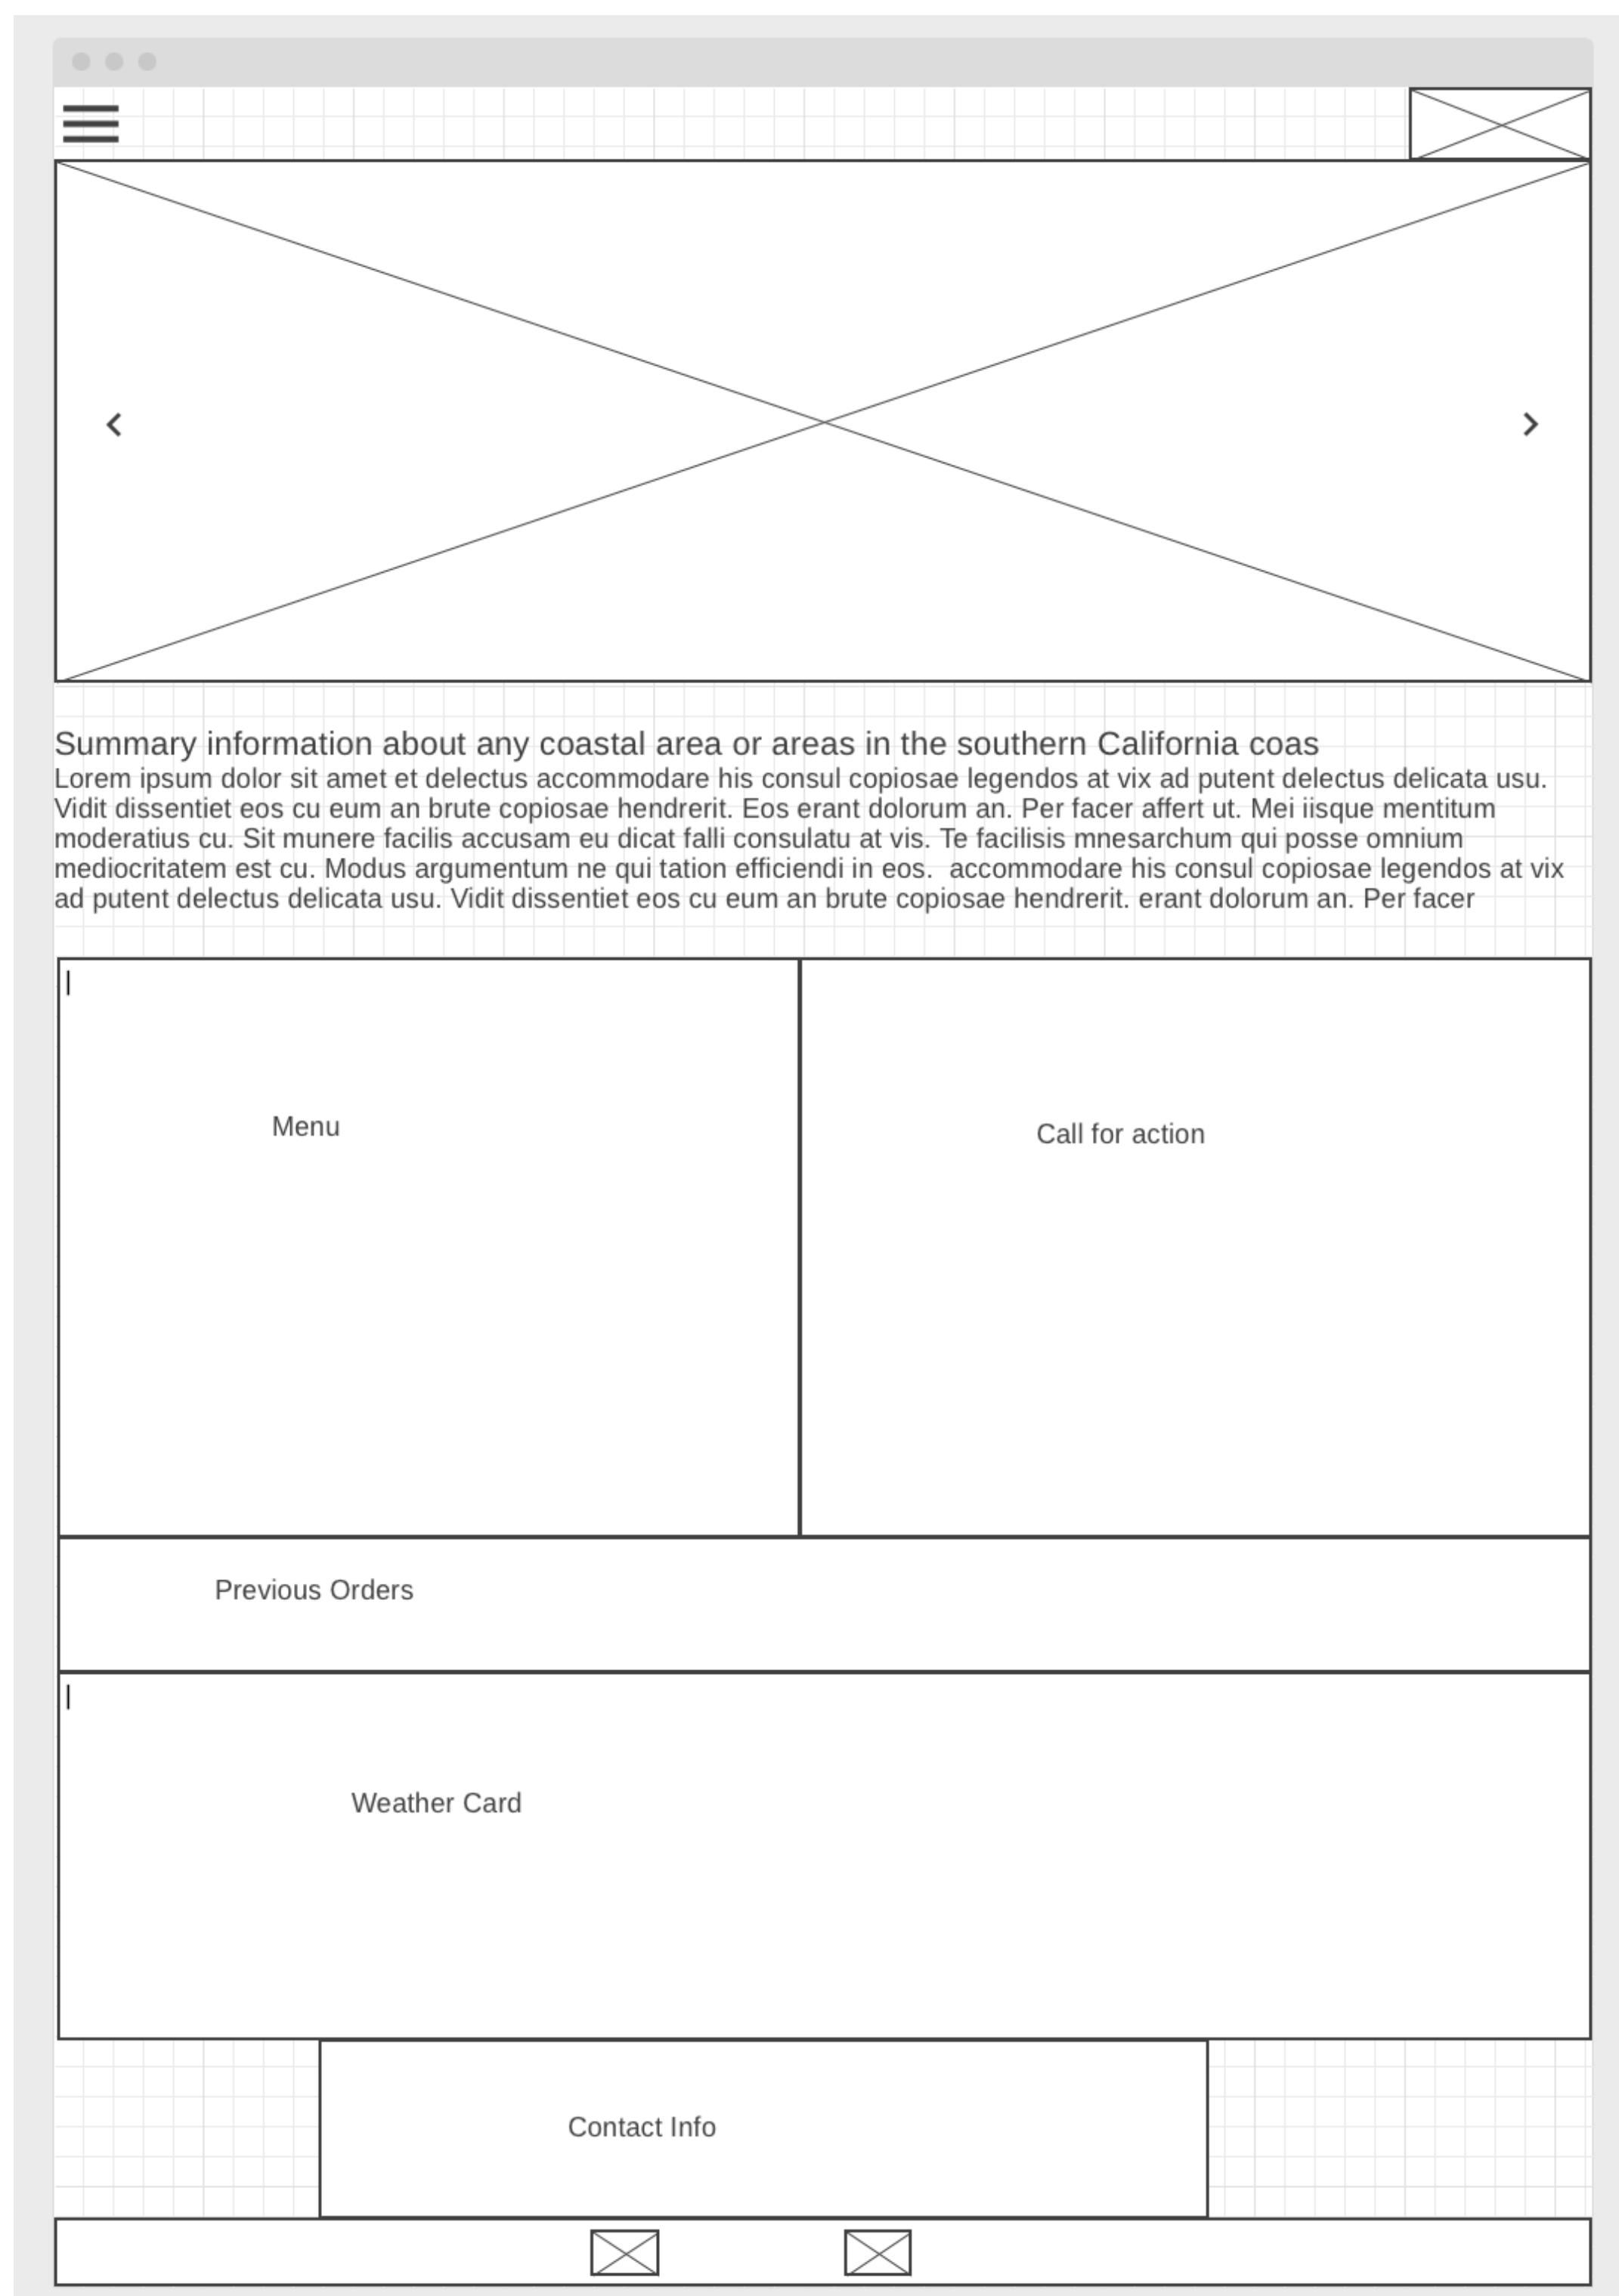 Summary information about any coastal area or areas in the southern California coas
Lorem ipsum dolor sit amet et delectus accommodare his consul copiosae legendos at vix ad putent delectus delicata usu.
Vidit dissentiet eos cu eum an brute copiosae hendrerit. Eos erant dolorum an. Per facer affert ut. Mei iisque mentitum
moderatius cu. Sit munere facilis accusam eu dicat falli consulatu at vis. Te facilisis mnesarchum qui posse omnium
mediocritatem est cu. Modus argumentum ne qui tation efficiendi in eos.  accommodare his consul copiosae legendos at vix
ad putent delectus delicata usu. Vidit dissentiet eos cu eum an brute copiosae hendrerit. erant dolorum an. Per facer
Menu
Call for action
Previous Orders
Weather Card
Contact Info